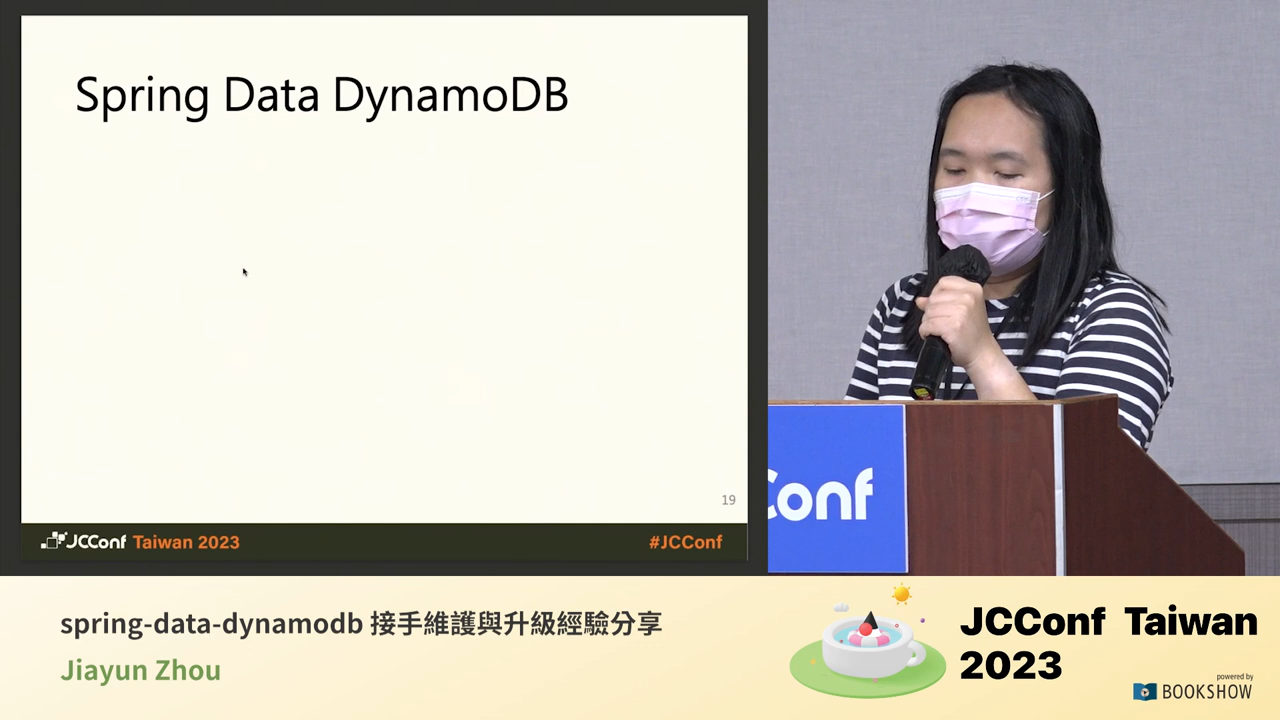 Spring Data DynamoDB
19
JCConf Taiwan 2023
#JCConf
Conf
spring-data-dynamodb 接手維護與升級經驗分享
Jiayun Zhou
JCConf Taiwan
2023
powered by
BOOKSHOW